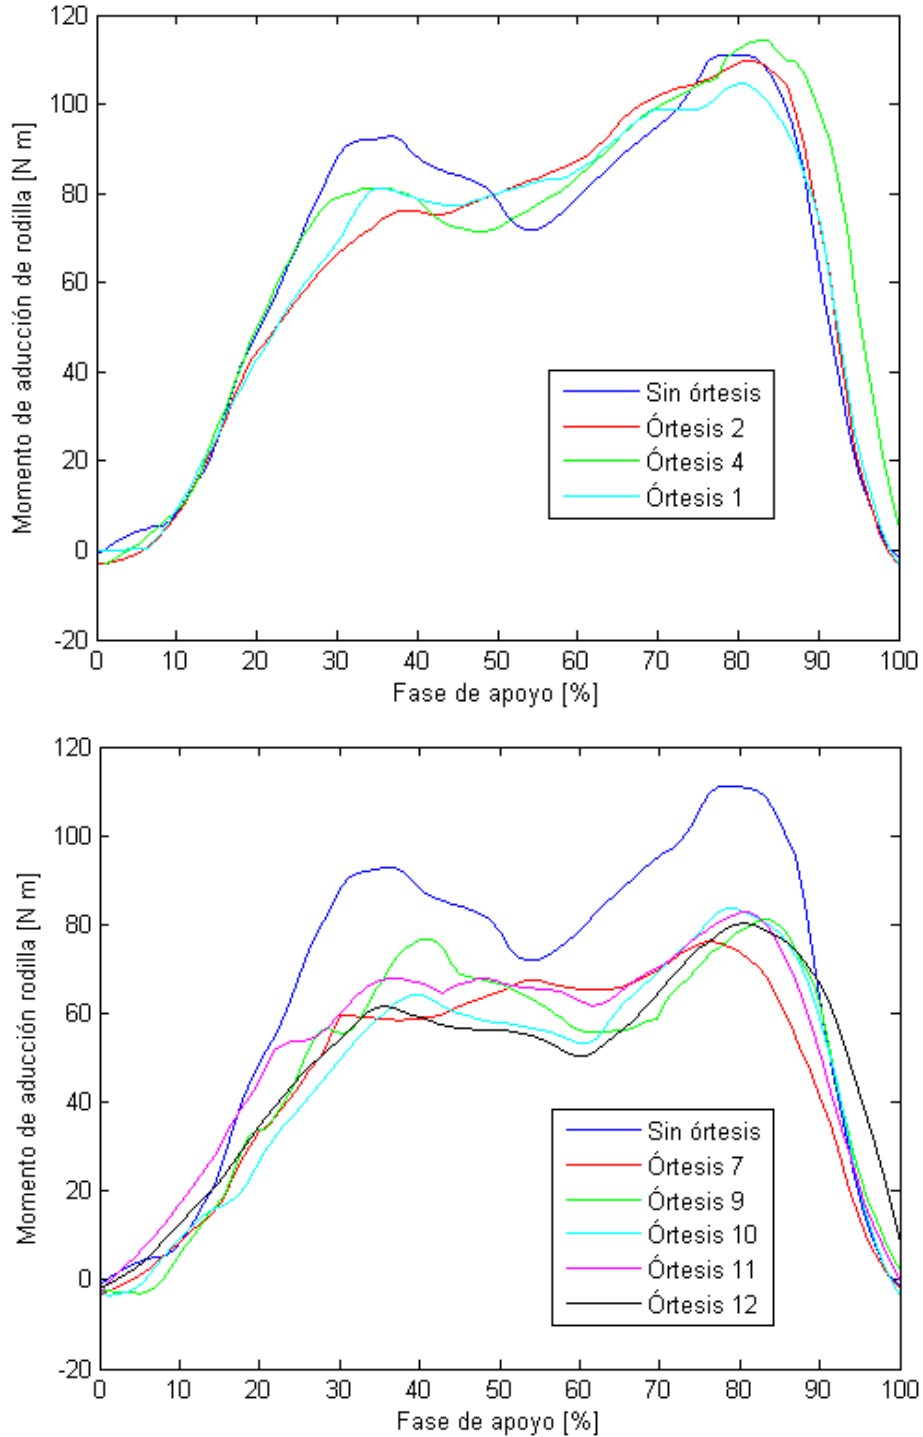 120
100
80
60
40
20
0
-20
Momento de aducción de rodilla [N m]
Sin órtesis
Órtesis 2
Órtesis 4
Órtesis 1
0 10 20 30 40 50 60 70 80 90 100
Fase de apoyo [%]
120
100
80
60
40
20
0
-20
Momento de aducción rodilla [N m]
Sin órtesis
Órtesis 7
Órtesis 9
Órtesis 10
Órtesis 11
Órtesis 12
0 10 20 30 40 50 60 70 80 90 100
Fase de apoyo [%]